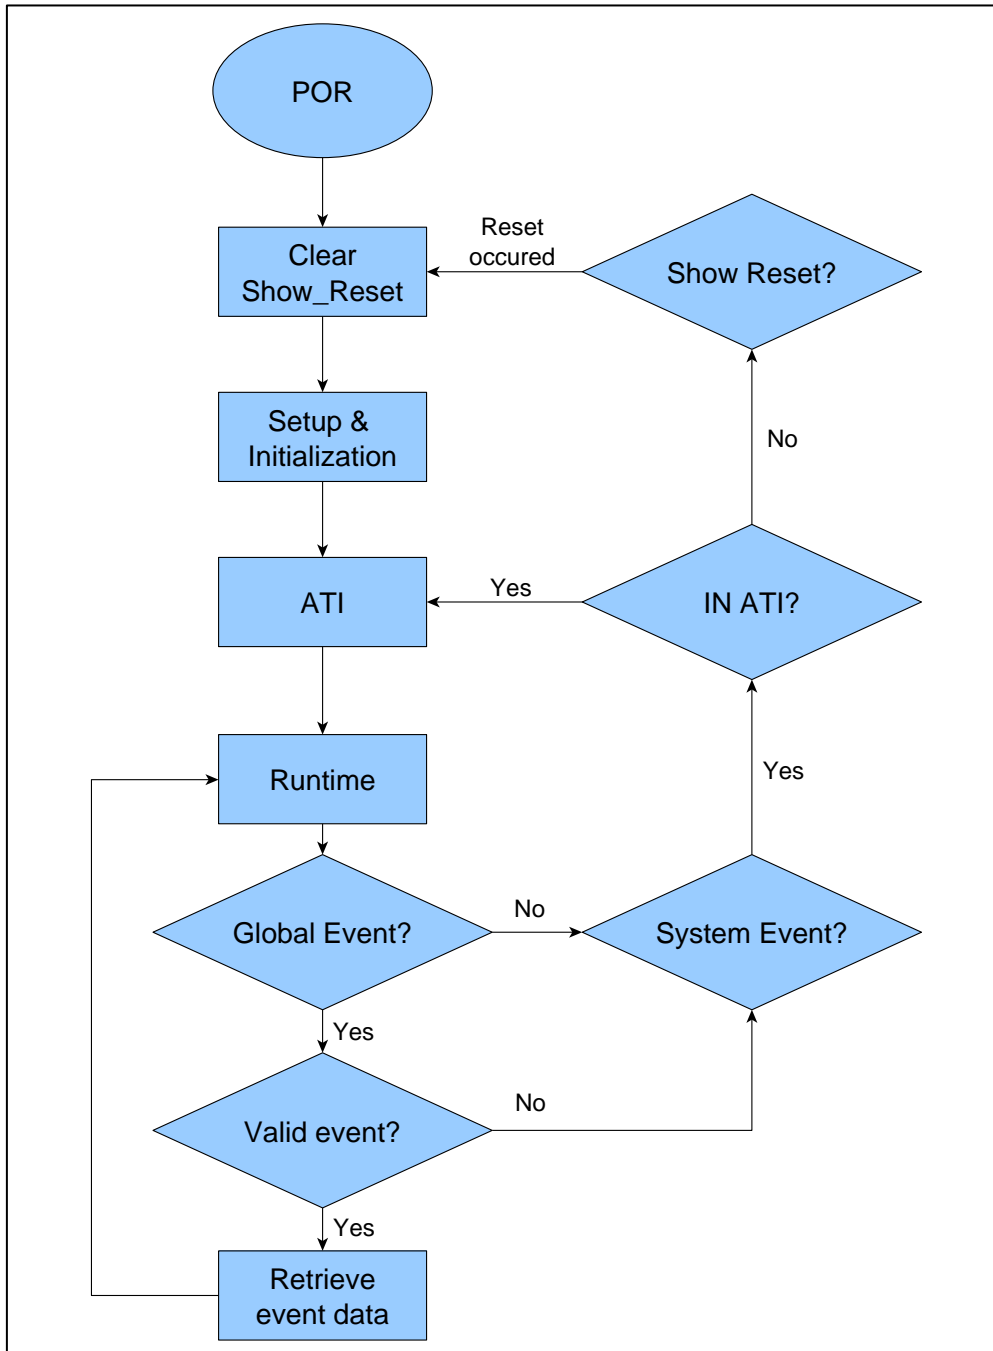 POR
Clear
Show_Reset
Reset
occured
Show Reset?
Setup &
Initialization
No
ATI
Yes
IN ATI?
Runtime
Yes
Global Event?
No
System Event?
Yes
Valid event?
No
Yes
Retrieve
event data